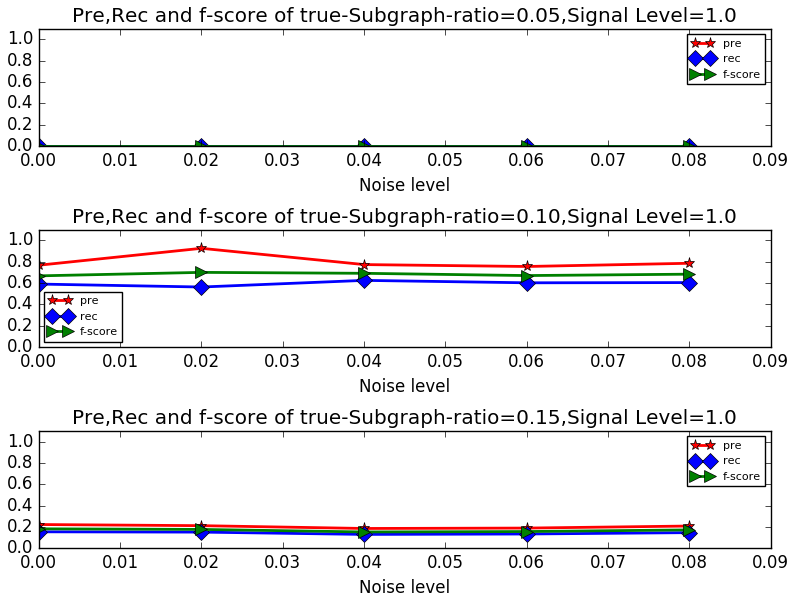 Pre,Rec and f-score of true-Subgraph-ratio=0.05,Signal Level=1.0
1.0
0.8
0.6
0.4
0.2
0.0
pre
rec
f-score
0.00 0.01 0.02 0.03 0.04 0.05 0.06 0.07 0.08 0.09
Noise level
Pre,Rec and f-score of true-Subgraph-ratio=0.10,Signal Level=1.0
1.0
0.8
0.6
0.4
0.2
0.0
pre
rec
f-score
0.00 0.01 0.02 0.03 0.04 0.05 0.06 0.07 0.08 0.09
Noise level
Pre,Rec and f-score of true-Subgraph-ratio=0.15,Signal Level=1.0
1.0
0.8
0.6
0.4
0.2
0.0
pre
rec
f-score
0.00 0.01 0.02 0.03 0.04 0.05 0.06 0.07 0.08 0.09
Noise level